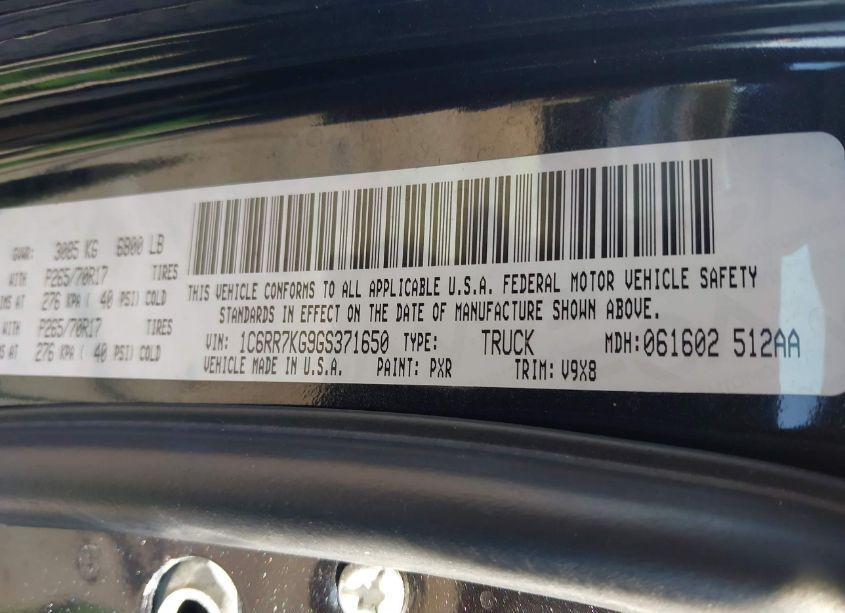 GVWR: 3085 KG 6800 LB
WITH P265/70R17 TIRES
RIMS AT 276 KPA ( 40 PSI) COLD
P265/70R17 TIRES
RIMS AT 276 KPA ( 40 PSI) COLD
THIS VEHICLE CONFORMS TO ALL APPLICABLE U.S.A. FEDERAL MOTOR VEHICLE SAFETY
STANDARDS IN EFFECT ON THE DATE OF MANUFACTURE SHOWN ABOVE.
VIN: 1C6RR7KG9GS371650 TYPE: TRUCK MDH: 061602 512AA
VEHICLE MADE IN U.S.A. PAINT: PXR TRIM: V9X8